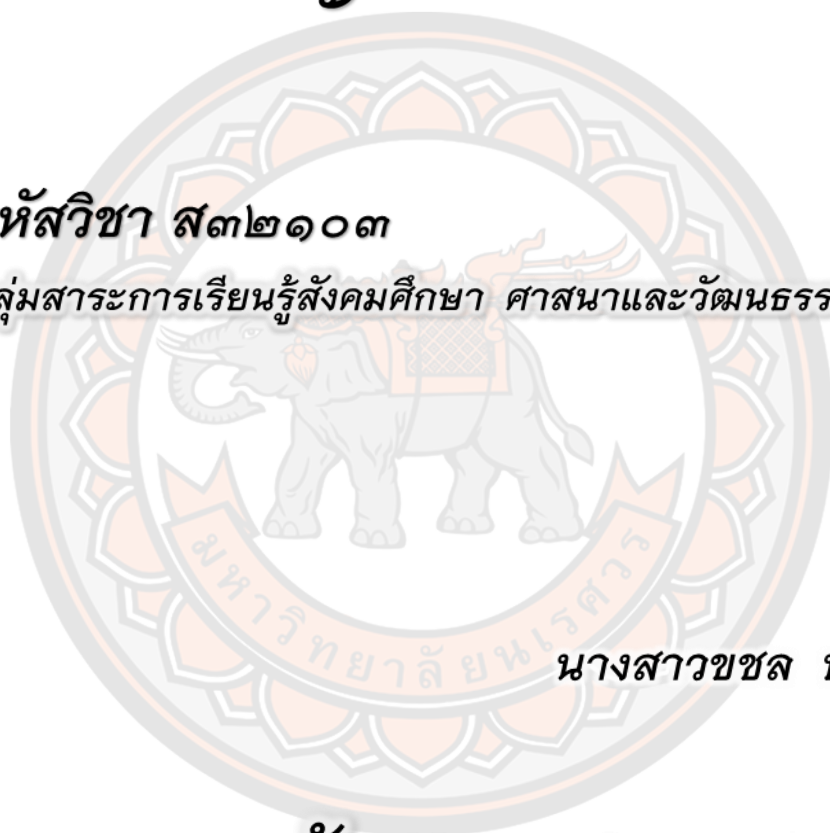 หัสวิชา ส๓๒๑๐๓
ลุ่มสาระการเรียนรู้สังคมศึกษา ศาสนาและวัฒนธรร
มหาวิทยาลัยนเรศวร
นางสาวขชล